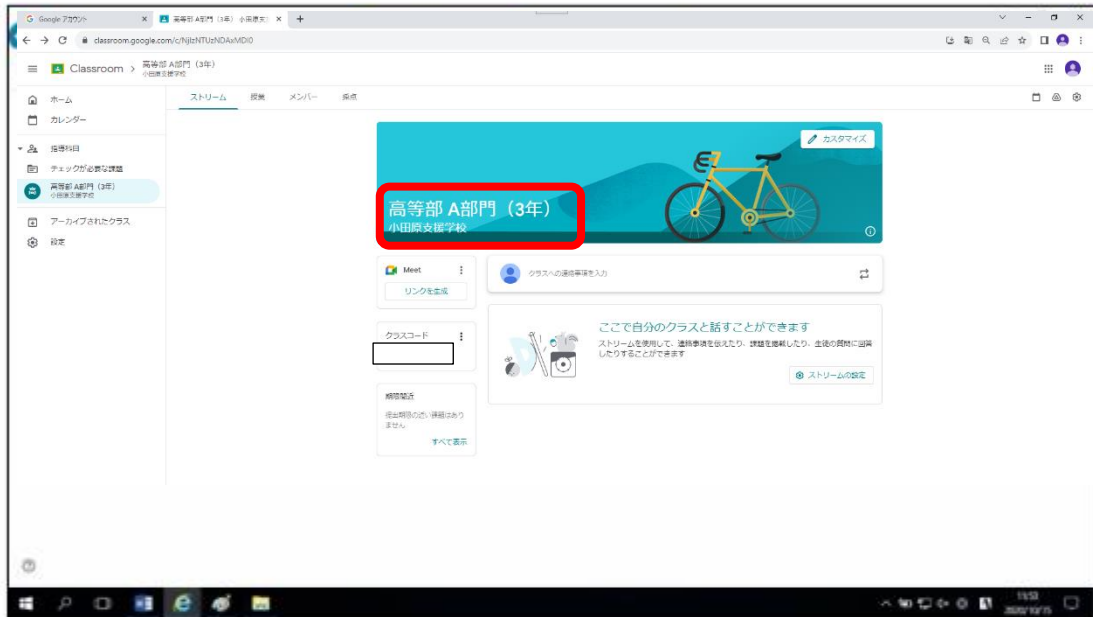 Google アカウント
高等部 A部門 (3年) 小田原支
classroom.google.com/c/NjIzNTUzNDAxMDI0
Classroom
高等部 A部門 (3年)
小田原支援学校
ホーム
カレンダー
指導科目
チェックが必要な課題
高
高等部 A部門 (3年)
小田原支援学校
アーカイブされたクラス
設定
ストリーム 授業 メンバー 採点
カスタマイズ
高等部 A部門（3年）
小田原支援学校
Meet
リンクを生成
クラスコード
期限間近
提出期限の近い課題はあり
ません
すべて表示
クラスへの連絡事項を入力
ここで自分のクラスと話すことができます
ストリームを使用して、連絡事項を伝えたり、課題を掲載したり、生徒の質問に回答
したりすることができます
ストリームの設定
11:53
2020/10/15